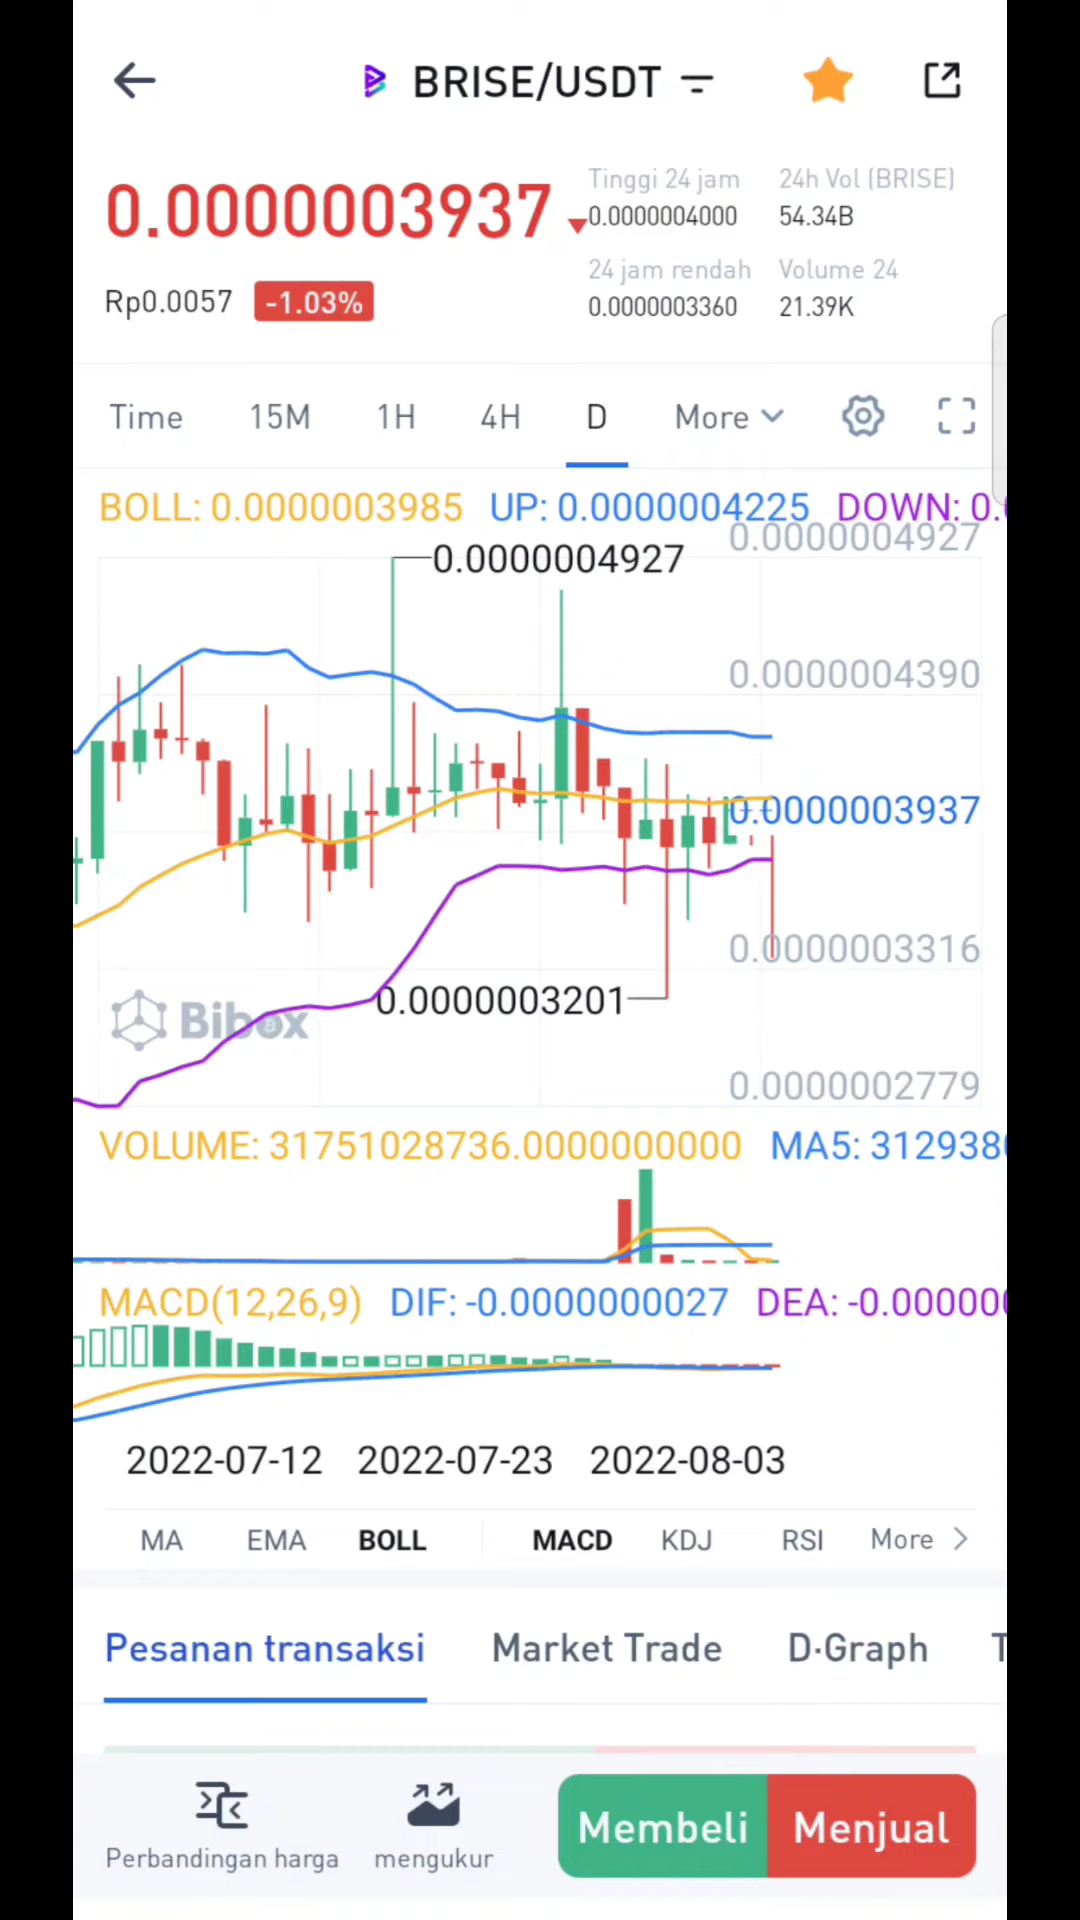 BRISE/USDT
0.0000003937
Tinggi 24 jam
0.0000004000
24h Vol (BRISE)
54.34B
Rp0.0057
-1.03%
24 jam rendah
0.0000003360
Volume 24
21.39K
Time 15M 1H 4H D More
BOLL: 0.0000003985 UP: 0.0000004225 DOWN: 0.
0.0000004927
0.0000004927
0.0000004390
0.0000003937
0.0000003316
0.0000003201
Bibox
0.0000002779
VOLUME: 31751028736.0000000000 MA5: 312938
MACD(12,26,9) DIF: -0.0000000027 DEA: -0.00000
2022-07-12 2022-07-23 2022-08-03
MA EMA BOLL MACD KDJ RSI More
Pesanan transaksi Market Trade D·Graph T
Perbandingan harga mengukur Membeli Menjual